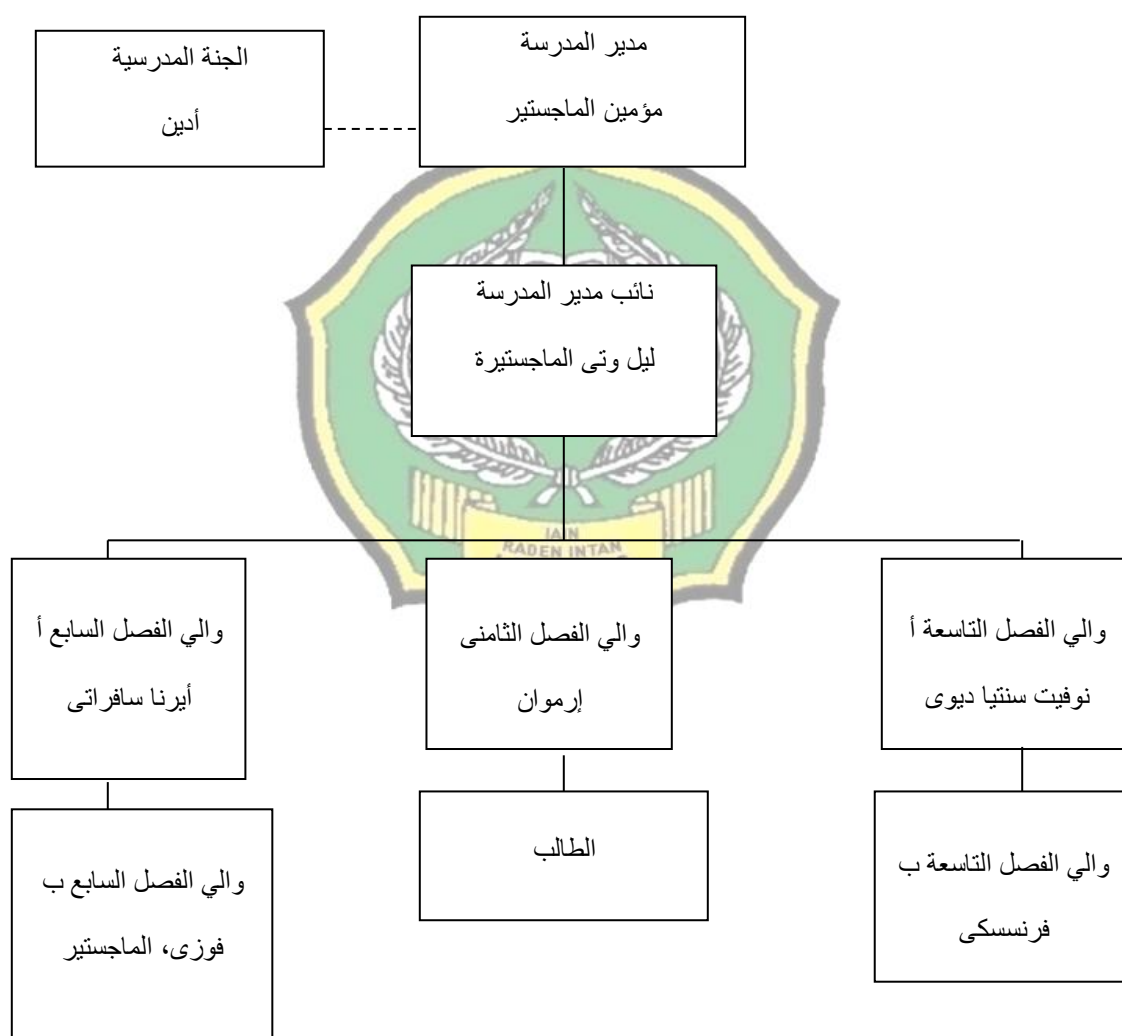 الجنة المدرسية
أدين
مدير المدرسة
مؤمين الماجستير
نائب مدير المدرسة
ليل وتى الماجستيرة
IAIN
RADEN INTAN
والي الفصل التاسعة أ
نوفيت سنتيا ديوى
والي الفصل الثامنى
إرموان
والي الفصل السابع أ
أيرنا سافراتى
والي الفصل التاسعة ب
فرنسسكى
الطالب
والي الفصل السابع ب
فوزى، الماجستير